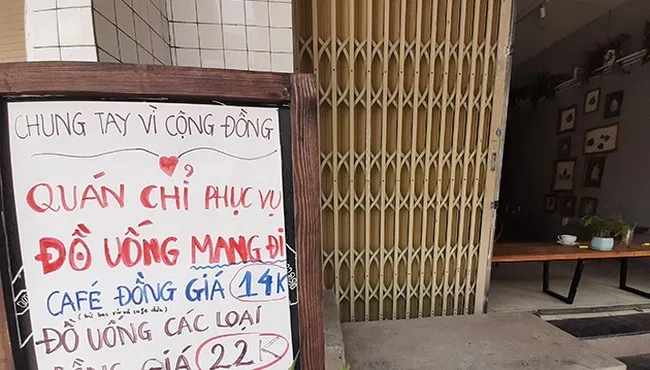 CHUNG TAY VÌ CỘNG ĐỒNG
QUÁN CHỈ PHỤC VỤ
ĐỒ UỐNG MANG ĐI
CAFÉ ĐỒNG GIÁ 14K
ĐỒ UỐNG CÁC LOẠI
ĐỒNG GIÁ 22K